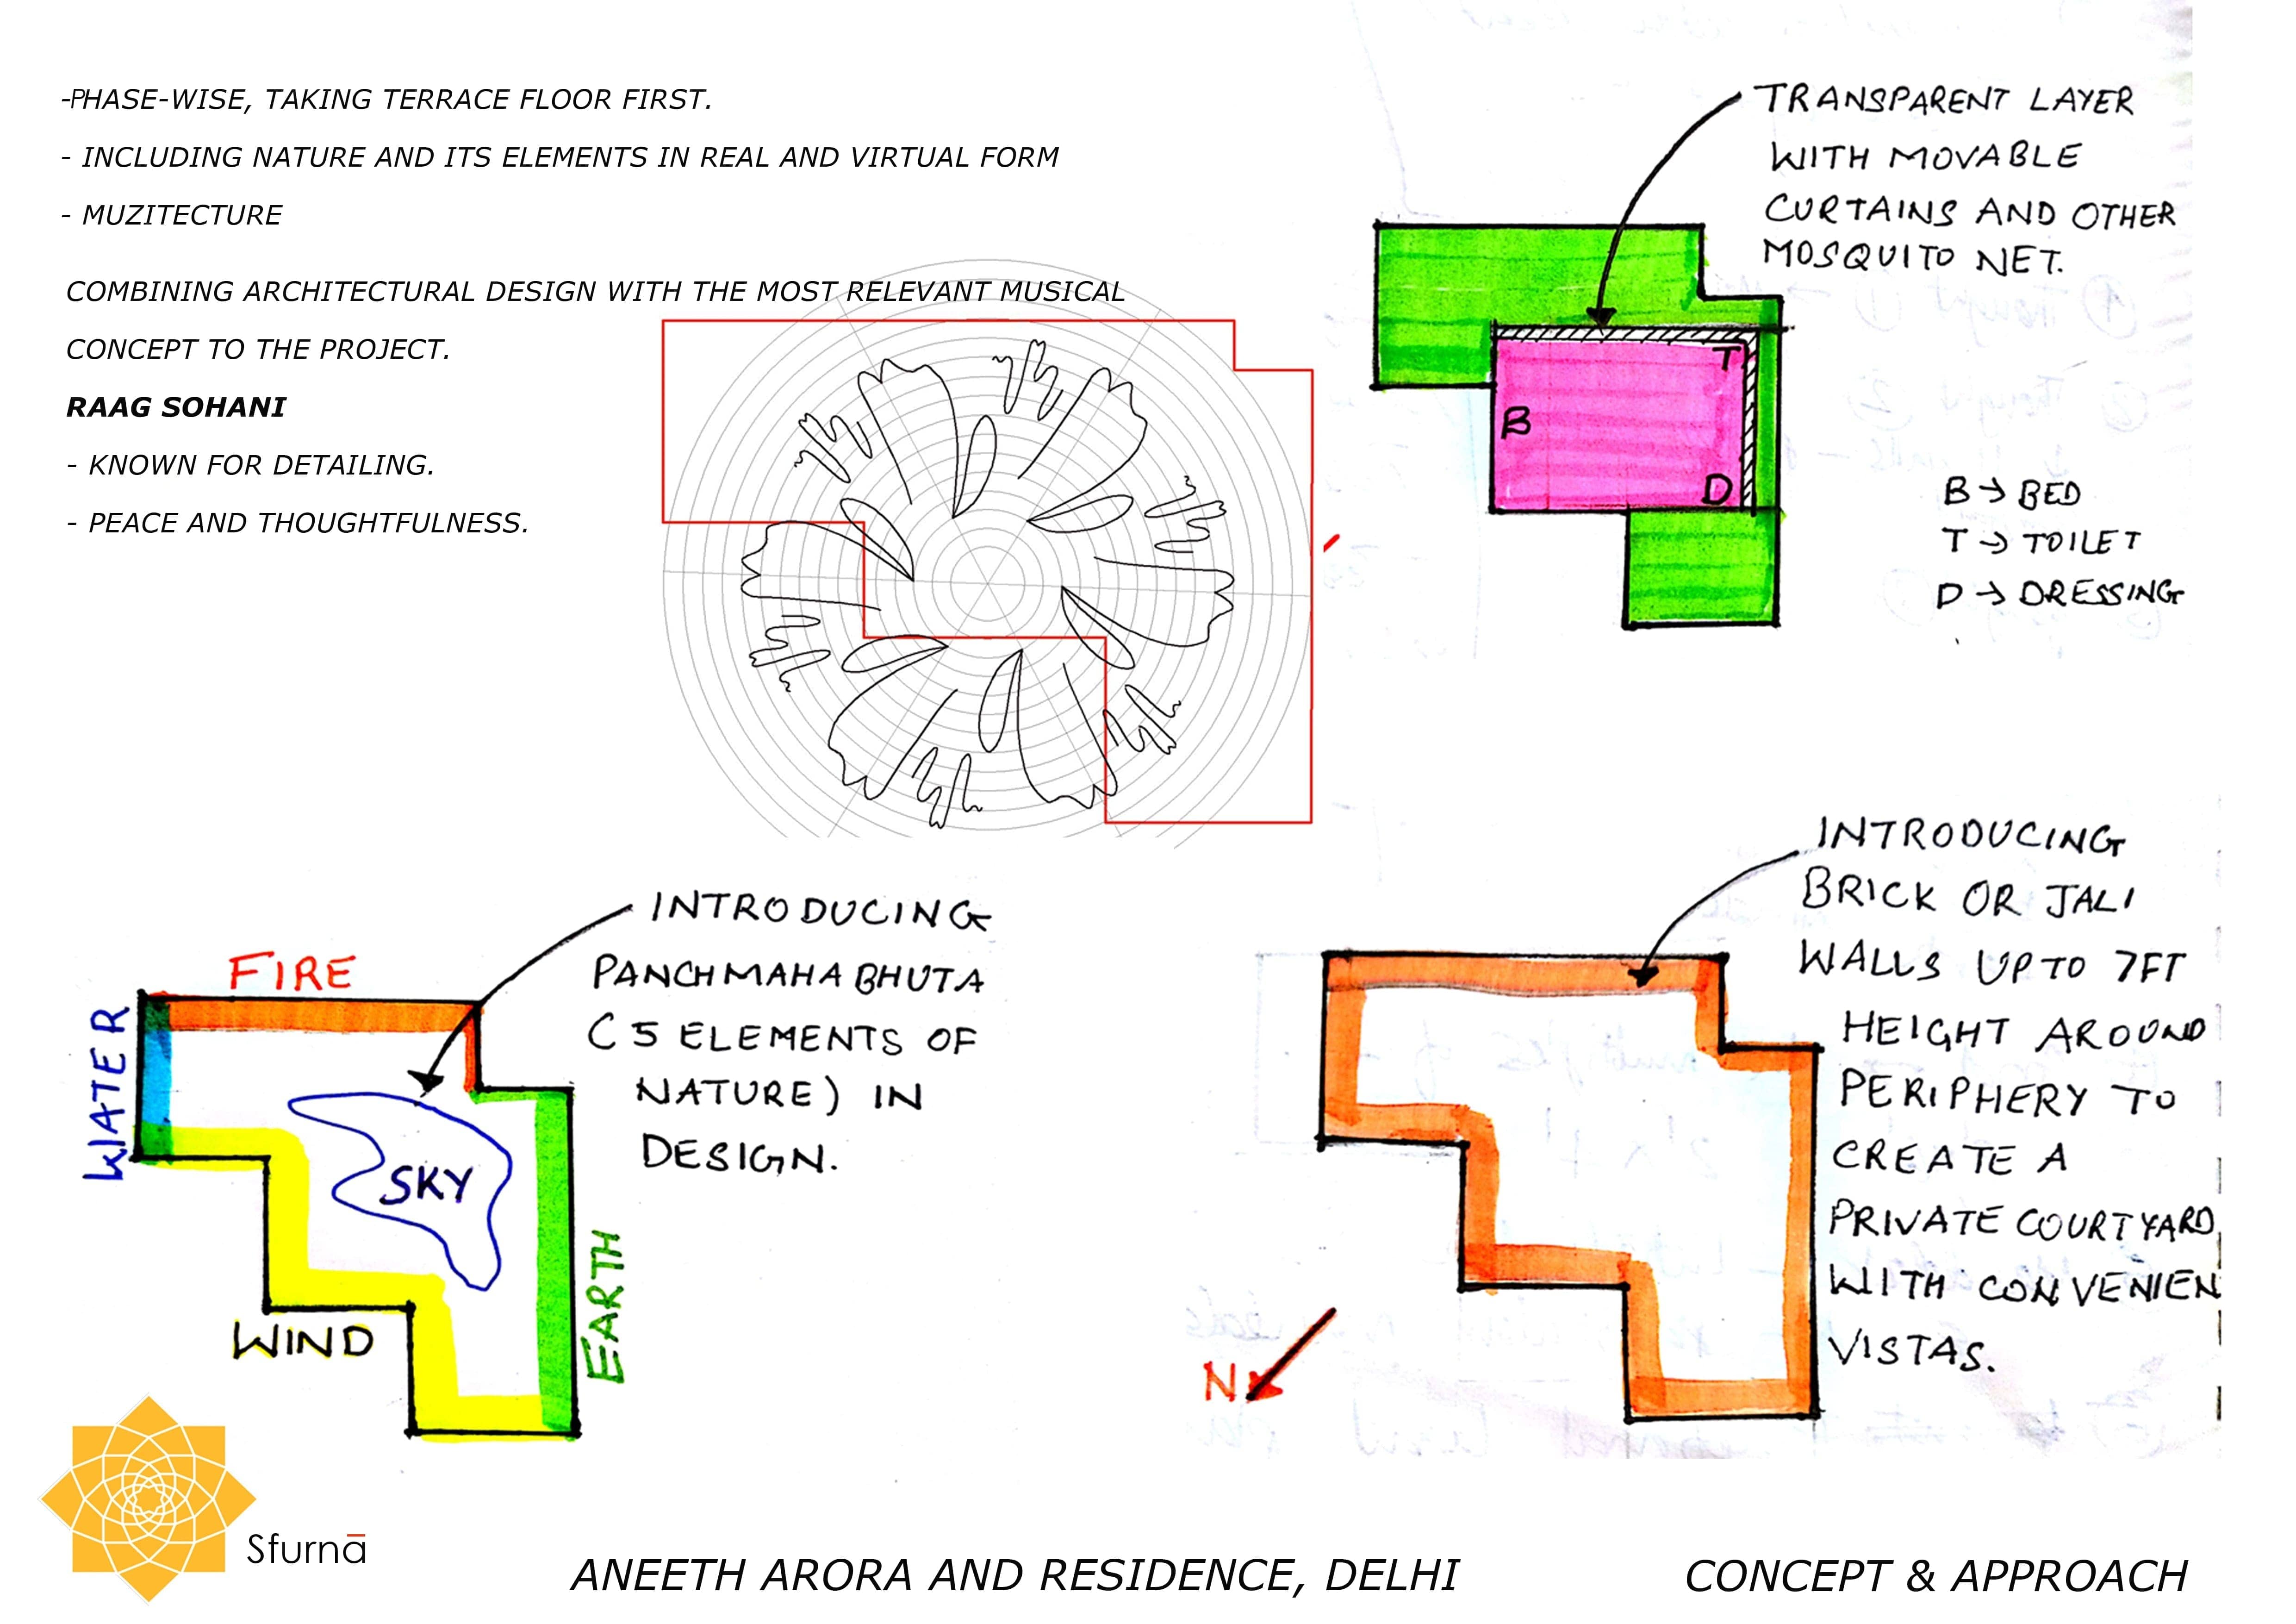 -PHASE-WISE, TAKING TERRACE FLOOR FIRST.
- INCLUDING NATURE AND ITS ELEMENTS IN REAL AND VIRTUAL FORM
- MUZITECTURE
COMBINING ARCHITECTURAL DESIGN WITH THE MOST RELEVANT MUSICAL
CONCEPT TO THE PROJECT.
RAAG SOHANI
- KNOWN FOR DETAILING.
- PEACE AND THOUGHTFULNESS.
TRANSPARENT LAYER
WITH MOVABLE
CURTAINS AND OTHER
MOSQUITO NET.
T
B
D
B → BED
T → TOILET
D → DRESSING
INTRODUCING
PANCHMAHABHUTA
( 5 ELEMENTS OF
NATURE) IN
DESIGN.
FIRE
WATER
SKY
WIND
EARTH
INTRODUCING
BRICK OR JALI
WALLS UP TO 7FT
HEIGHT AROUND
PERIPHERY TO
CREATE A
PRIVATE COURTYARD
WITH CONVENIEN
VISTAS.
N
Sfurnā
ANEETH ARORA AND RESIDENCE, DELHI
CONCEPT & APPROACH